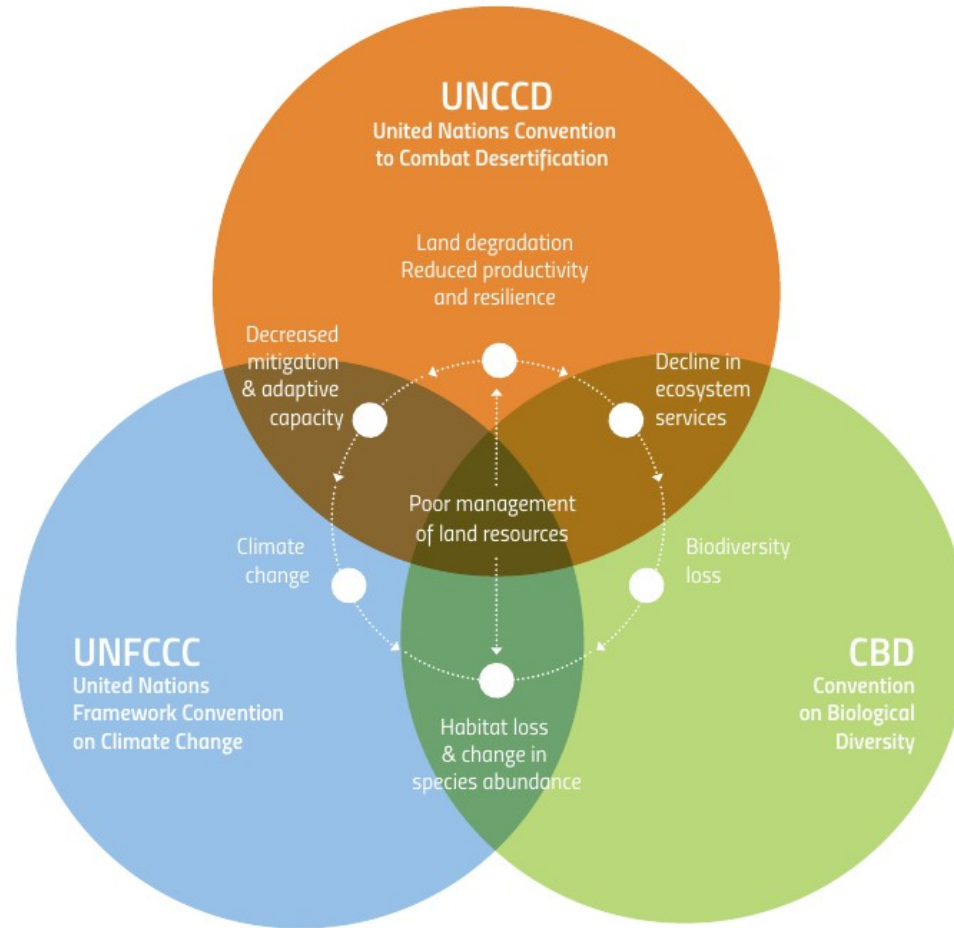 UNCCD
United Nations Convention
to Combat Desertification
Land degradation
Reduced productivity
and resilience
Decreased
mitigation
& adaptive
capacity
Decline in
ecosystem
services
Poor management
of land resources
Climate
change
Biodiversity
loss
UNFCCC
United Nations
Framework Convention
on Climate Change
CBD
Convention
on Biological
Diversity
Habitat loss
& change in
species abundance